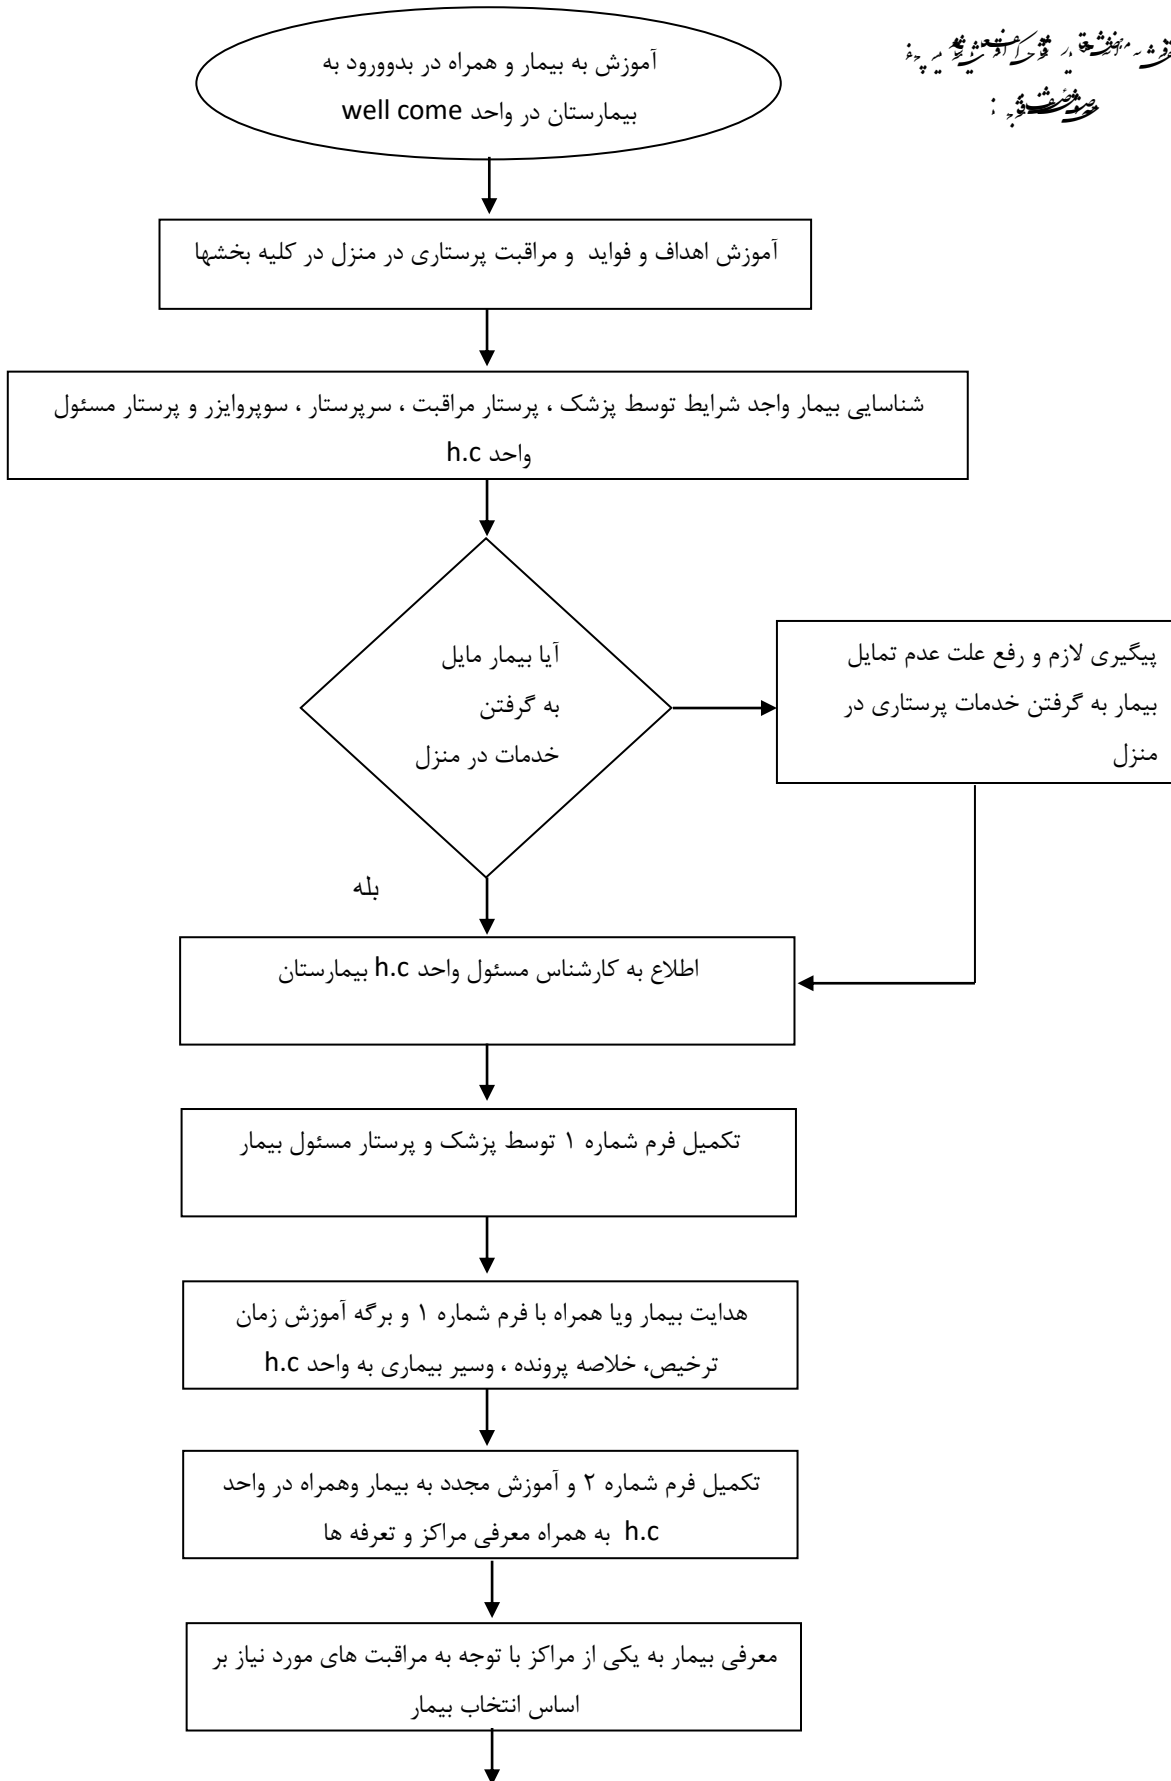 آموزش به بیمار و همراه در بدوورود به
بیمارستان در واحد well come
آموزش اهداف و فواید و مراقبت پرستاری در منزل در کلیه بخشها
شناسایی بیمار واجد شرایط توسط پزشک ، پرستار مراقبت ، سرپرستار ، سوپروایزر و پرستار مسئول
واحد h.c
آیا بیمار مایل
به گرفتن
خدمات در منزل
پیگیری لازم و رفع علت عدم تمایل
بیمار به گرفتن خدمات پرستاری در
منزل
بله
اطلاع به کارشناس مسئول واحد h.c بیمارستان
تکمیل فرم شماره ۱ توسط پزشک و پرستار مسئول بیمار
هدایت بیمار ویا همراه با فرم شماره ۱ و برگه آموزش زمان
ترخیص، خلاصه پرونده ، وسیر بیماری به واحد h.c
تکمیل فرم شماره ۲ و آموزش مجدد به بیمار وهمراه در واحد
h.c به همراه معرفی مراکز و تعرفه ها
معرفی بیمار به یکی از مراکز با توجه به مراقبت های مورد نیاز بر
اساس انتخاب بیمار